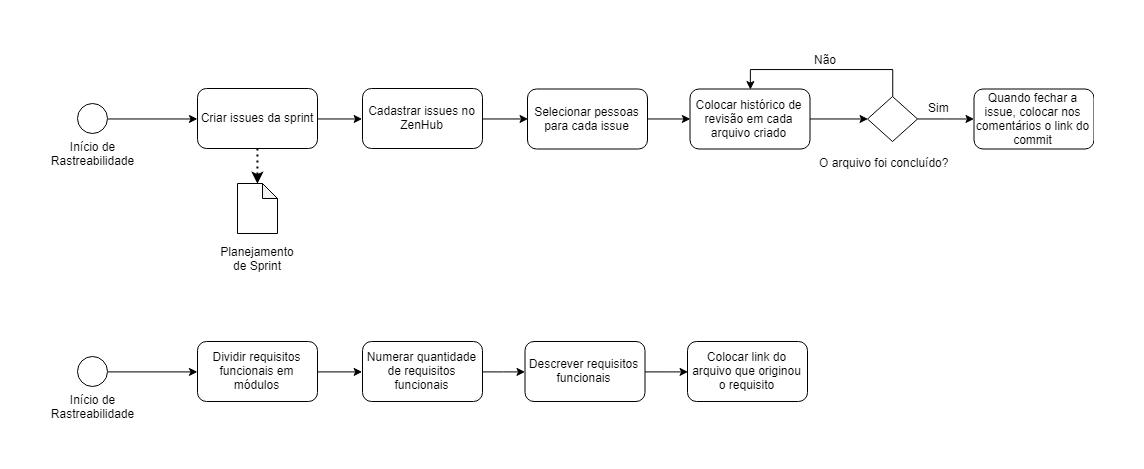 Não
Início de
Rastreabilidade
Criar issues da sprint
Cadastrar issues no
ZenHub
Selecionar pessoas
para cada issue
Colocar histórico de
revisão em cada
arquivo criado
Sim
O arquivo foi concluído?
Quando fechar a
issue, colocar nos
comentários o link do
commit
Planejamento
de Sprint
Início de
Rastreabilidade
Dividir requisitos
funcionais em
módulos
Numerar quantidade
de requisitos
funcionais
Descrever requisitos
funcionais
Colocar link do
arquivo que originou
o requisito